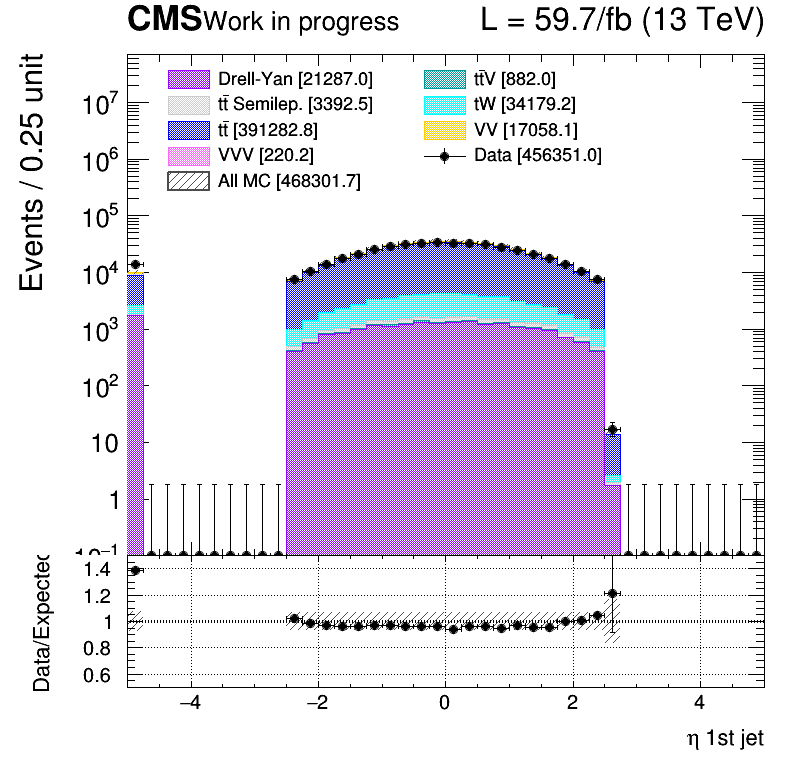 CMS Work in progress L = 59.7/fb (13 TeV)
Events / 0.25 unit
Drell-Yan [21287.0]
tt̄ Semilep. [3392.5]
tt̄ [391282.8]
VVV [220.2]
All MC [468301.7]
tt̄V [882.0]
tW [34179.2]
VV [17058.1]
Data [456351.0]
10⁷
10⁶
10⁵
10⁴
10³
10²
10
1
10⁻¹
Data/Expected
1.4
1.2
1
0.8
0.6
−4 −2 0 2 4
η 1st jet